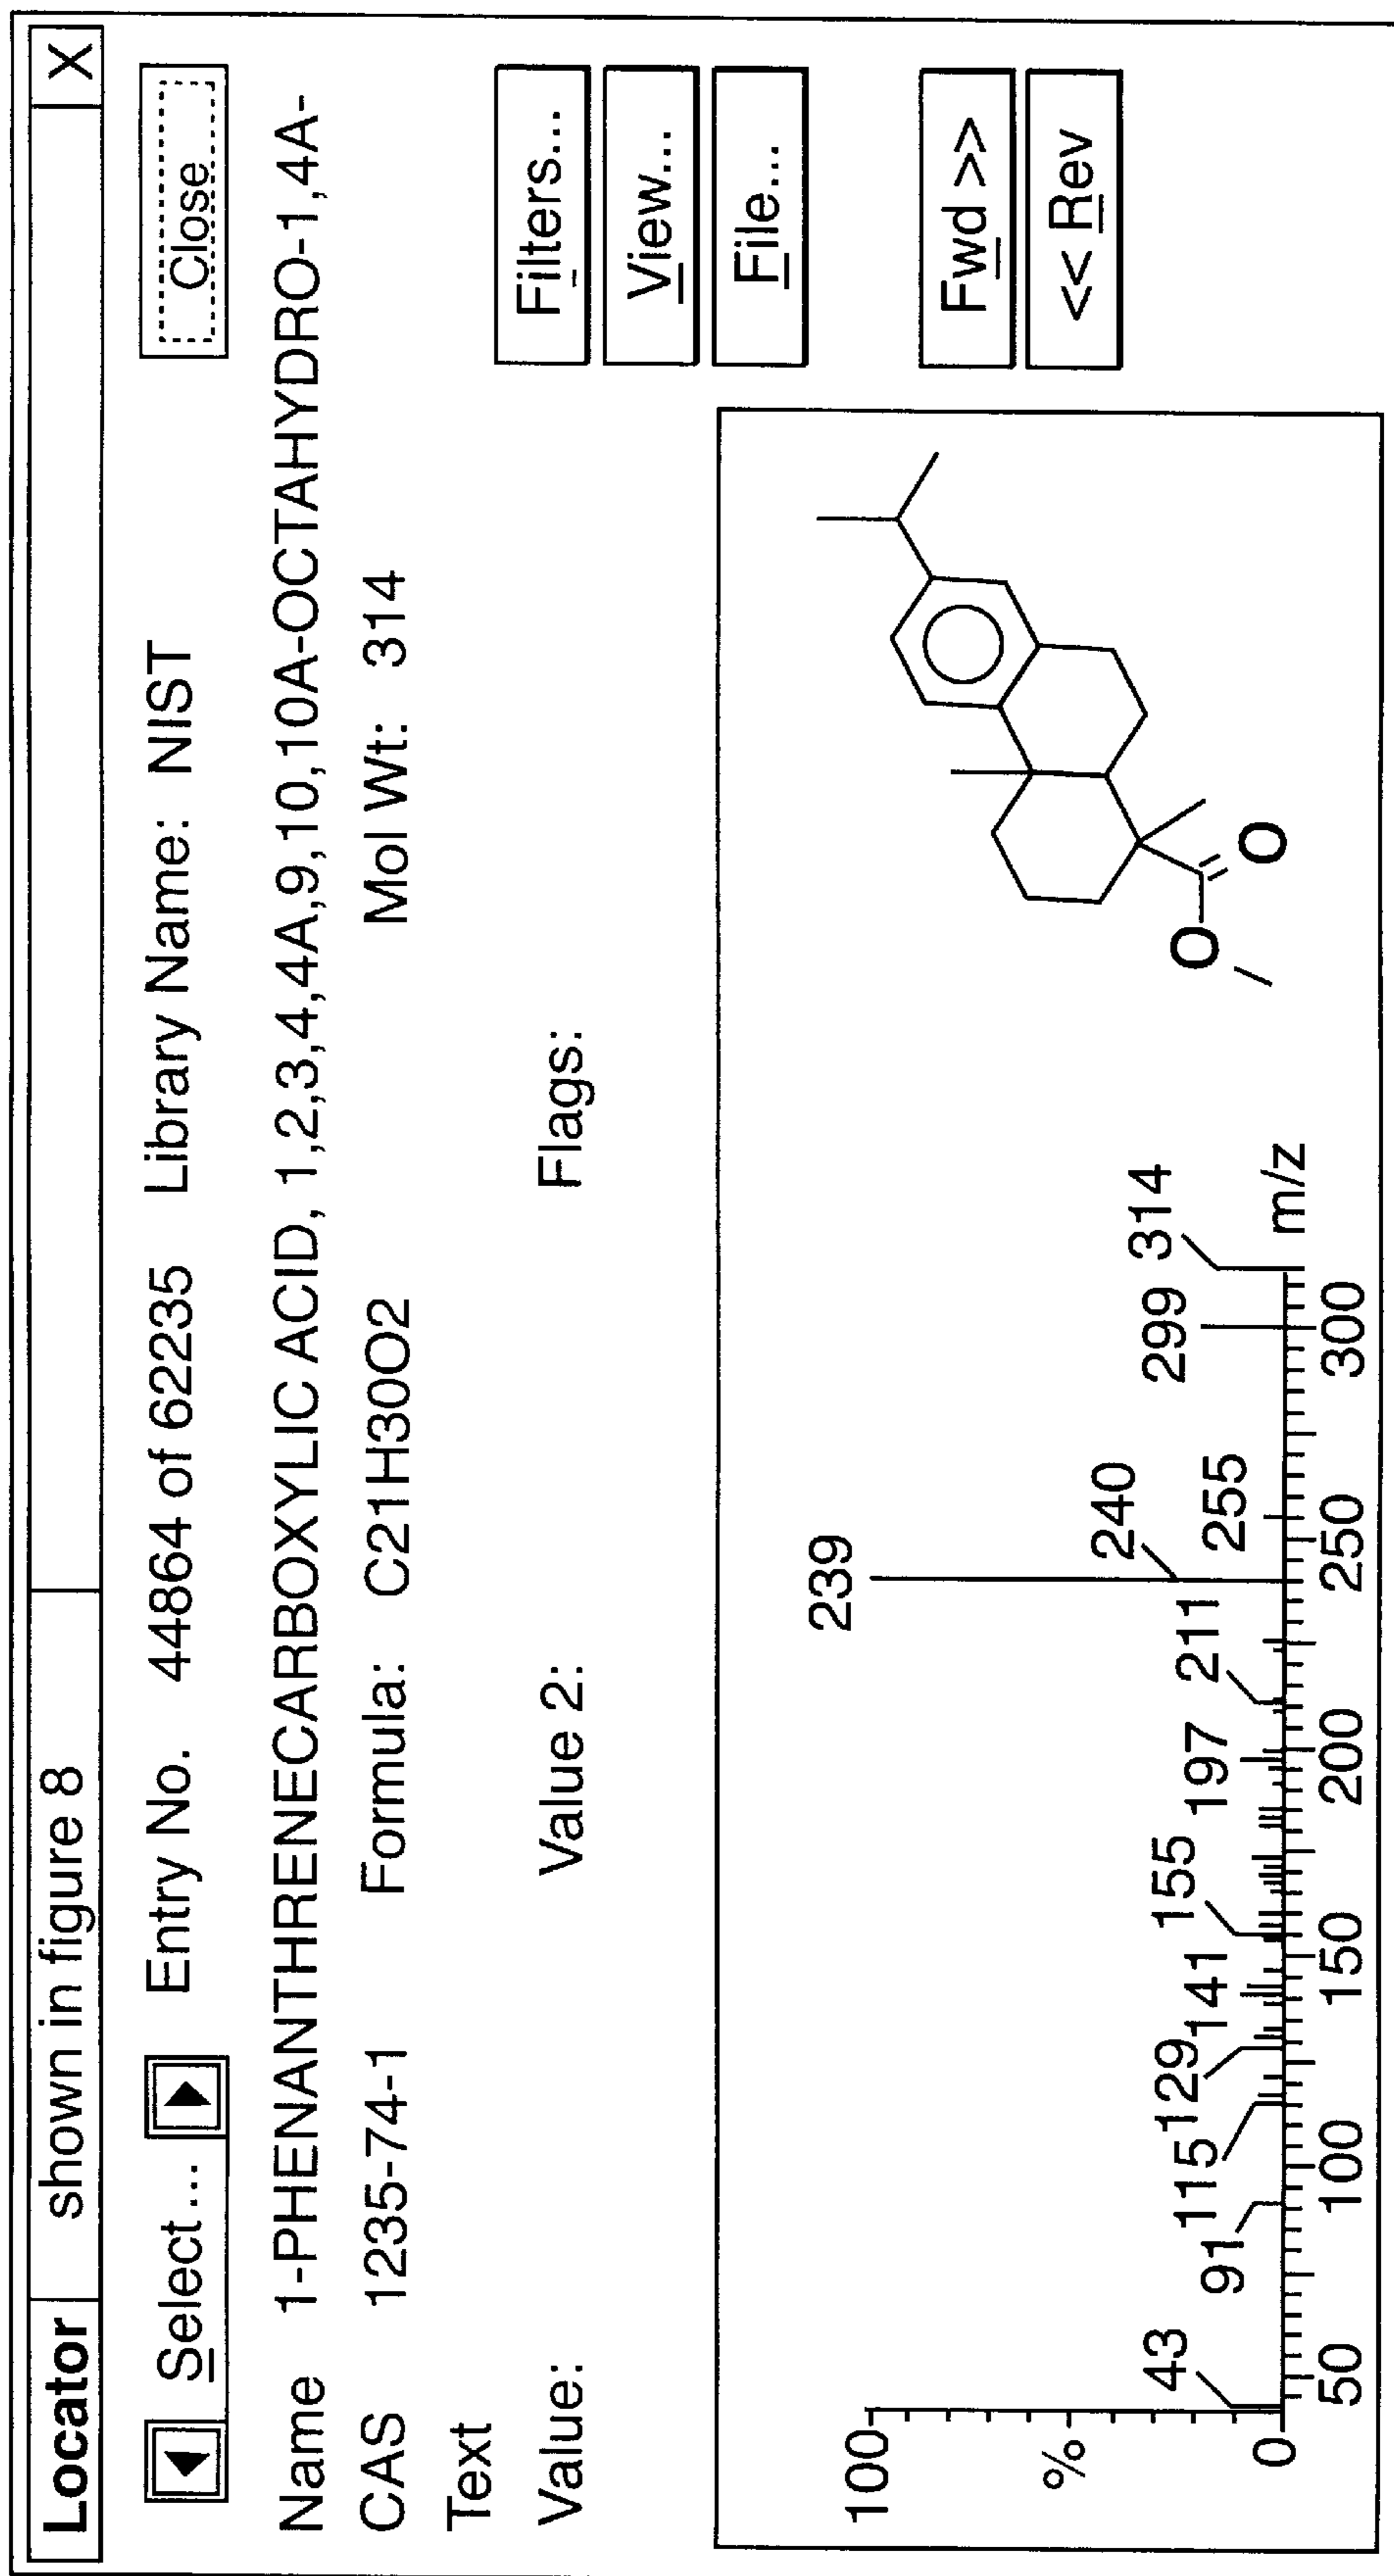 Locator shown in figure 8 X
Select... Entry No. 44864 of 62235 Library Name: NIST Close
Name 1-PHENANTHRENECARBOXYLIC ACID, 1,2,3,4,4A,9,10,10A-OCTAHYDRO-1,4A-
CAS 1235-74-1 Formula: C21H30O2 Mol Wt: 314
Text
Value: Value 2: Flags:
Filters...
View...
File...
Fwd >>
<< Rev
100
%
0
239
240
255
299
314
43
91
115
129
141
155
197
211
50 100 150 200 250 300
m/z
O
O